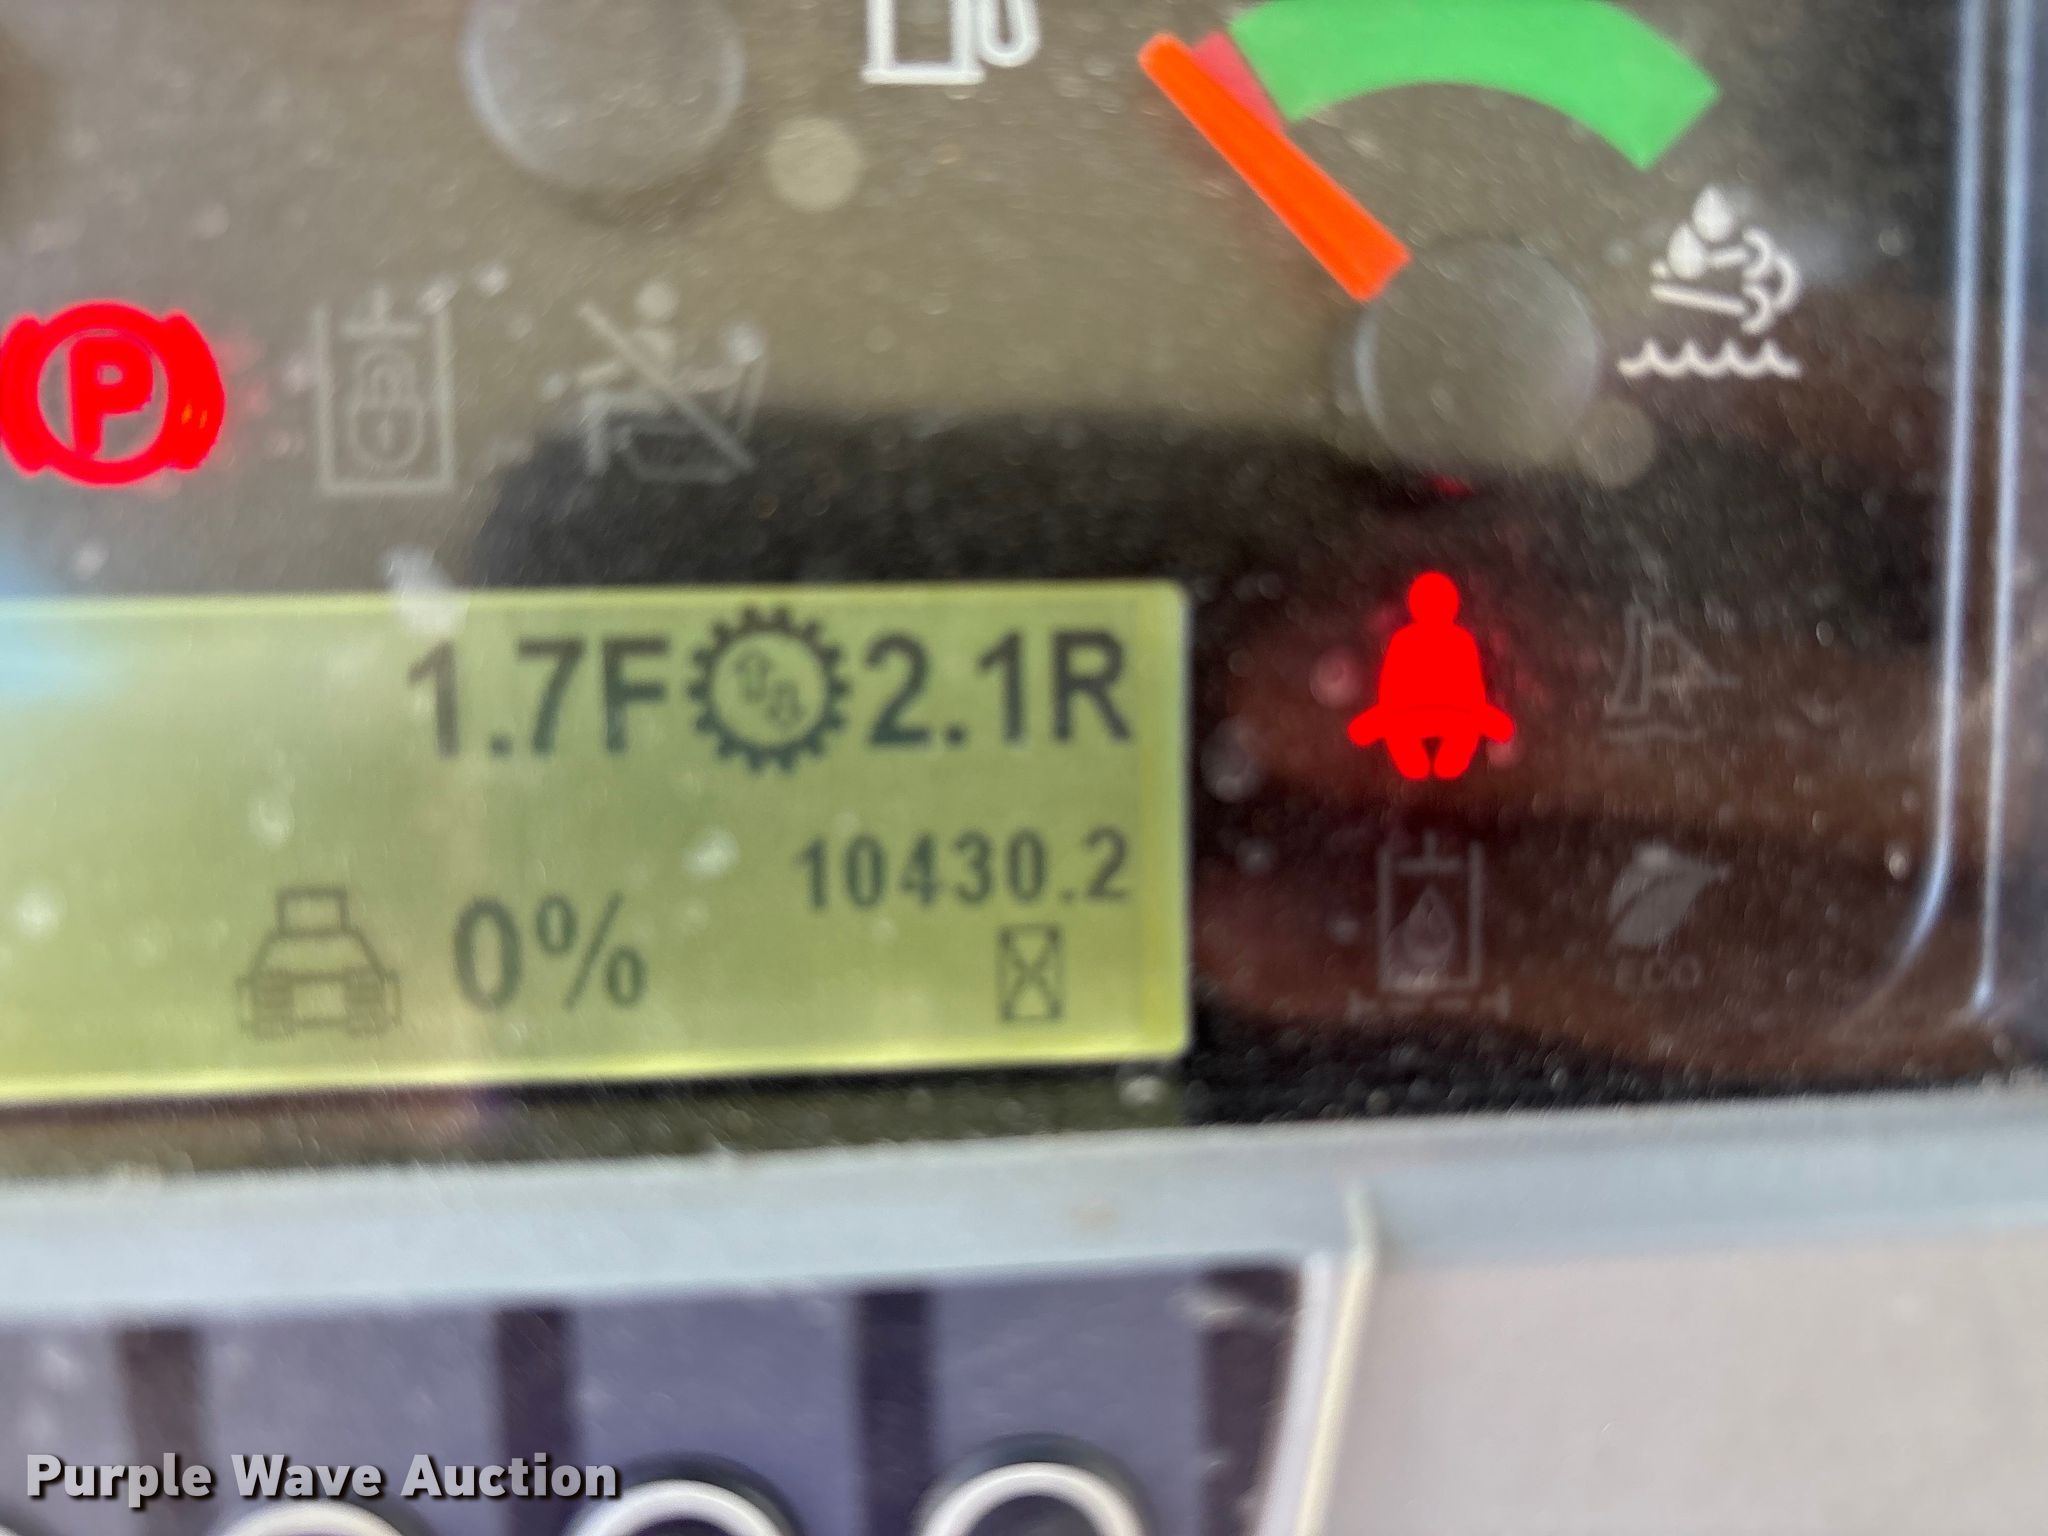 P
1.7F 2.1R
10430.2
0%
ECO
Purple Wave Auction